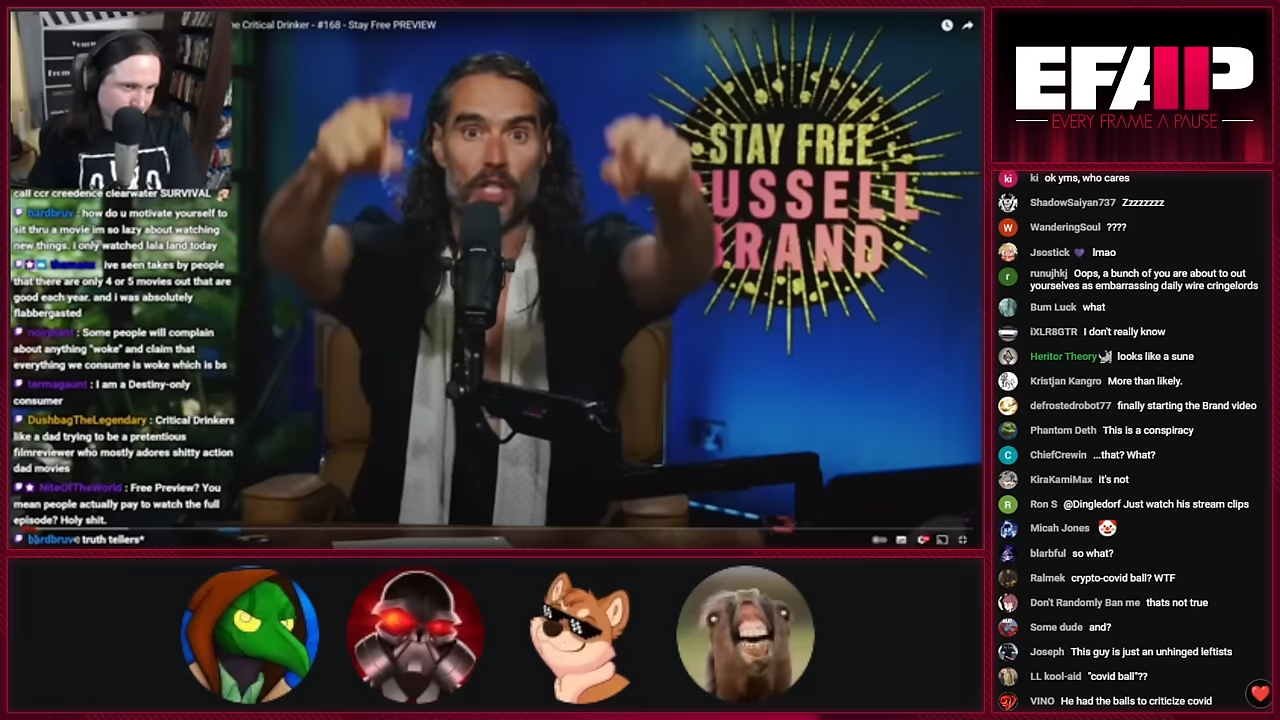 he Critical Drinker - #168 - Stay Free PREVIEW
From
STAY FREE
RUSSELL
BRAND
call ccr creedence clearwater SURVIVAL
bardbruv : how do u motivate yourself to
sit thru a movie im so lazy about watching
new things. i only watched lala land today
ive seen takes by people
that there are only 4 or 5 movies out that are
good each year. and i was absolutely
flabbergasted
: Some people will complain
about anything "woke" and claim that
everything we consume is woke which is bs
termagaunt : I am a Destiny-only
consumer
DushbagTheLegendary : Critical Drinkers
like a dad trying to be a pretentious
filmreviewer who mostly adores shitty action
dad movies
NiteOfTheWorld : Free Preview? You
mean people actually pay to watch the full
episode? Holy shit.
bardbruv truth tellers*
EFAP
EVERY FRAME A PAUSE
ki ki ok yms, who cares
ShadowSaiyan737 Zzzzzzzz
W WanderingSoul ????
Jsostick 💜 lmao
r runujhkj Oops, a bunch of you are about to out
yourselves as embarrassing daily wire cringelords
Bum Luck what
iXLR8GTR I don't really know
Heritor Theory looks like a sune
Kristjan Kangro More than likely.
defrostedrobot77 finally starting the Brand video
Phantom Deth This is a conspiracy
C ChiefCrewin ...that? What?
KiraKamiMax it's not
R Ron S @Dingledorf Just watch his stream clips
Micah Jones 🤡
blarbful so what?
Ralmek crypto-covid ball? WTF
Don't Randomly Ban me thats not true
Some dude and?
Joseph This guy is just an unhinged leftists
LL kool-aid "covid ball"??
VINO He had the balls to criticize covid